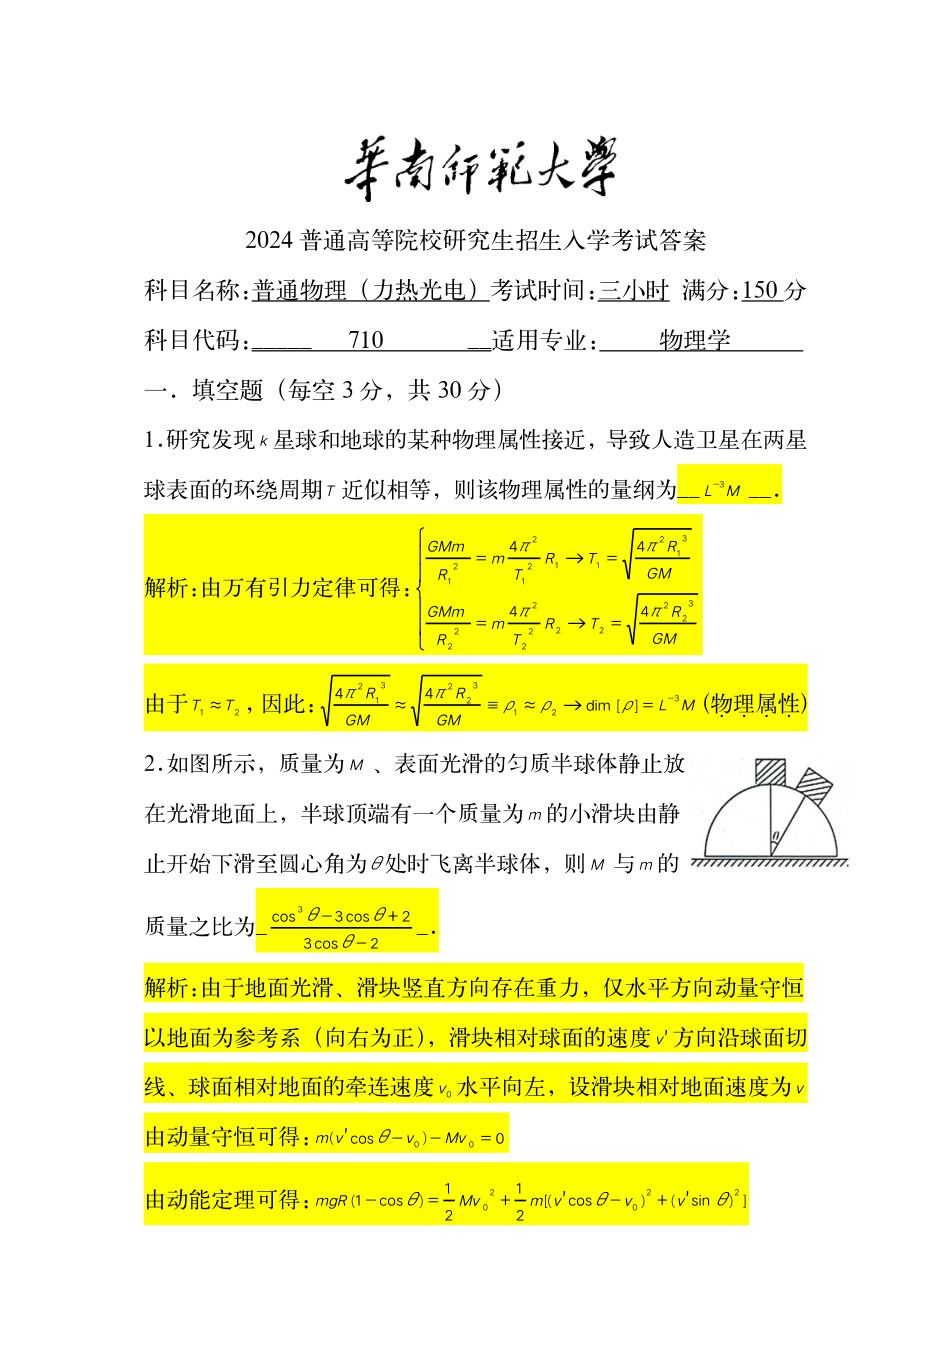 華南师範大學
2024 普通高等院校研究生招生入学考试答案
科目名称:普通物理（力热光电）考试时间:三小时 满分:150 分
科目代码:_____ 710 __适用专业: 物理学
一．填空题（每空 3 分，共 30 分）
1.研究发现 k 星球和地球的某种物理属性接近，导致人造卫星在两星
球表面的环绕周期 T 近似相等，则该物理属性的量纲为__ L⁻³M __.
解析:由万有引力定律可得: { GMm/R₁² = m 4π²/T₁² R₁ → T₁ = √(4π²R₁³/GM)
GMm/R₂² = m 4π²/T₂² R₂ → T₂ = √(4π²R₂³/GM)
由于 T₁ ≈ T₂ ，因此: √(4π²R₁³/GM) ≈ √(4π²R₂³/GM) ≡ ρ₁ ≈ ρ₂ → dim [ρ] = L⁻³M (物理属性)
2.如图所示，质量为 M 、表面光滑的匀质半球体静止放
在光滑地面上，半球顶端有一个质量为 m 的小滑块由静
止开始下滑至圆心角为 θ 处时飞离半球体，则 M 与 m 的
质量之比为_ (cos³θ−3cosθ+2)/(3cosθ−2) _.
θ
解析:由于地面光滑、滑块竖直方向存在重力，仅水平方向动量守恒
以地面为参考系（向右为正），滑块相对球面的速度 v' 方向沿球面切
线、球面相对地面的牵连速度 v₀ 水平向左，设滑块相对地面速度为 v
由动量守恒可得: m(v'cosθ−v₀)−Mv₀ = 0
由动能定理可得: mgR(1−cosθ) = 1/2 Mv₀² + 1/2 m[(v'cosθ−v₀)² + (v'sinθ)²]